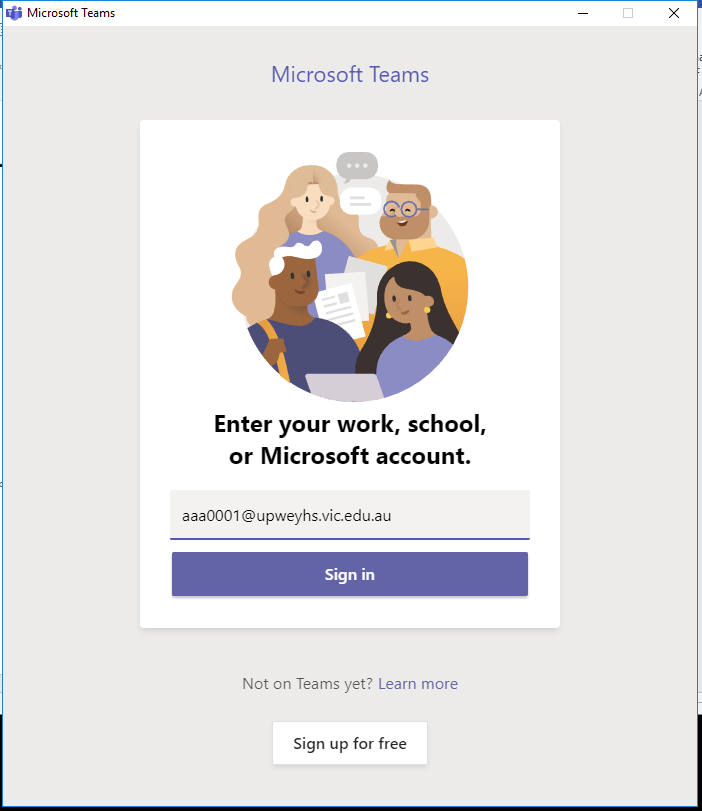 Microsoft Teams
Microsoft Teams
Enter your work, school,
or Microsoft account.
aaa0001@upweyhs.vic.edu.au
Sign in
Not on Teams yet? Learn more
Sign up for free